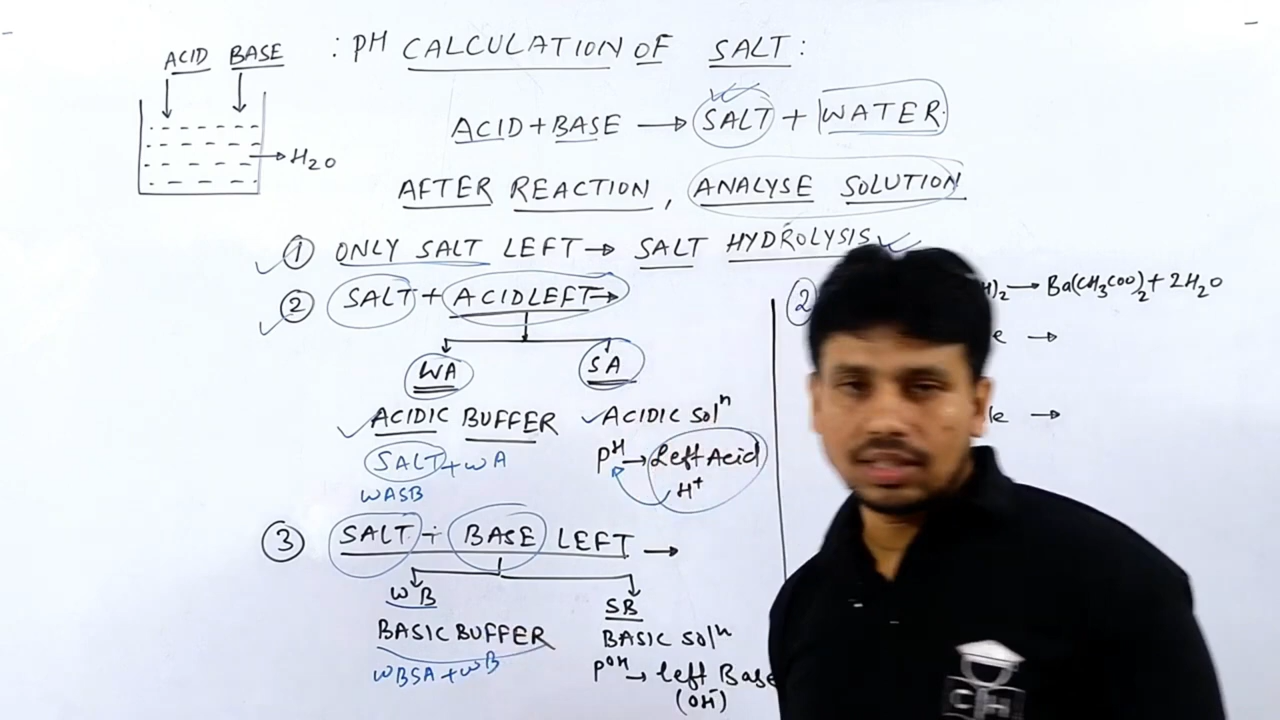 ACID BASE
: pH CALCULATION OF SALT :
ACID + BASE → SALT + WATER.
→ H2O
AFTER REACTION, ANALYSE SOLUTION
① ONLY SALT LEFT → SALT HYDROLYSIS
② SALT + ACID LEFT →
WA SA
ACIDIC BUFFER ACIDIC Solⁿ
SALT + WA
WASB
pH → Left Acid
H⁺
③ SALT + BASE LEFT →
WB SB
BASIC BUFFER BASIC Solⁿ
WBSA + WB
pOH → left Base
(OH⁻)
② H)2 → Ba(CH3COO)2 + 2H2O
e →
le →
C H